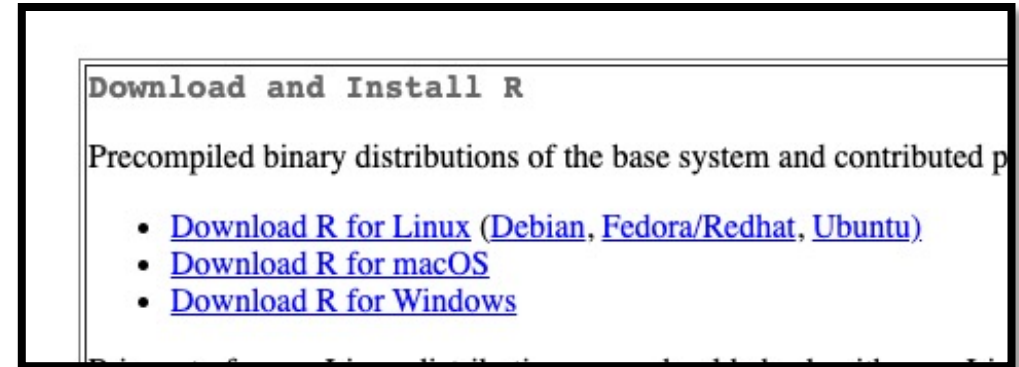 Download and Install R
Precompiled binary distributions of the base system and contributed p
• Download R for Linux (Debian, Fedora/Redhat, Ubuntu)
• Download R for macOS
• Download R for Windows